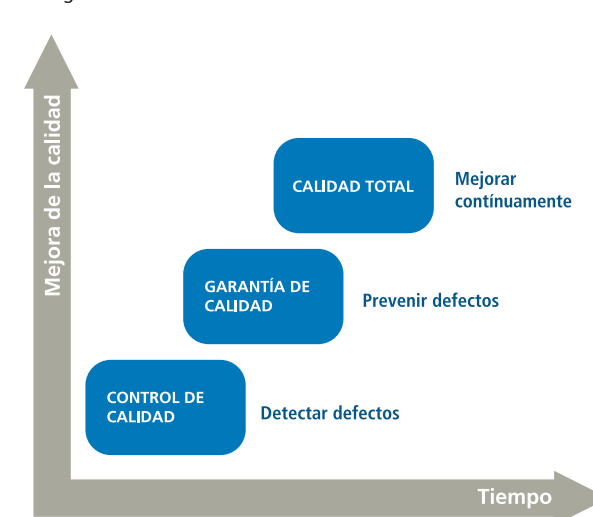 Mejora de la calidad
CALIDAD TOTAL
Mejorar
contínuamente
GARANTÍA DE
CALIDAD
Prevenir defectos
CONTROL DE
CALIDAD
Detectar defectos
Tiempo